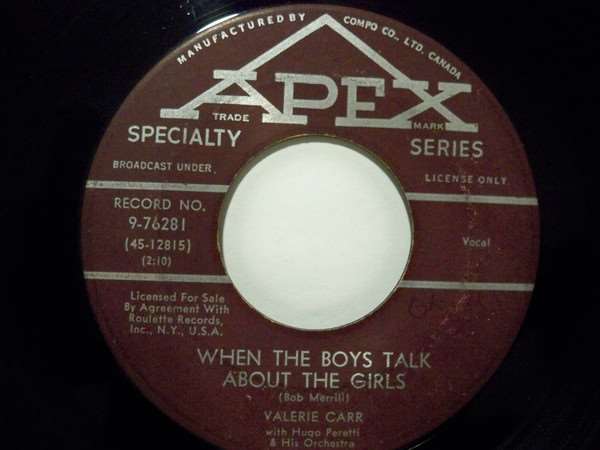 MANUFACTURED BY COMPO CO., LTD. CANADA
APEX
TRADE MARK
SPECIALTY SERIES
BROADCAST UNDER LICENSE ONLY
RECORD NO.
9-76281
(45-12815)
(2:10)
Vocal
Licensed For Sale
By Agreement With
Roulette Records,
Inc., N.Y., U.S.A.
WHEN THE BOYS TALK
ABOUT THE GIRLS
(Bob Merrill)
VALERIE CARR
with Hugo Peretti
& His Orchestra